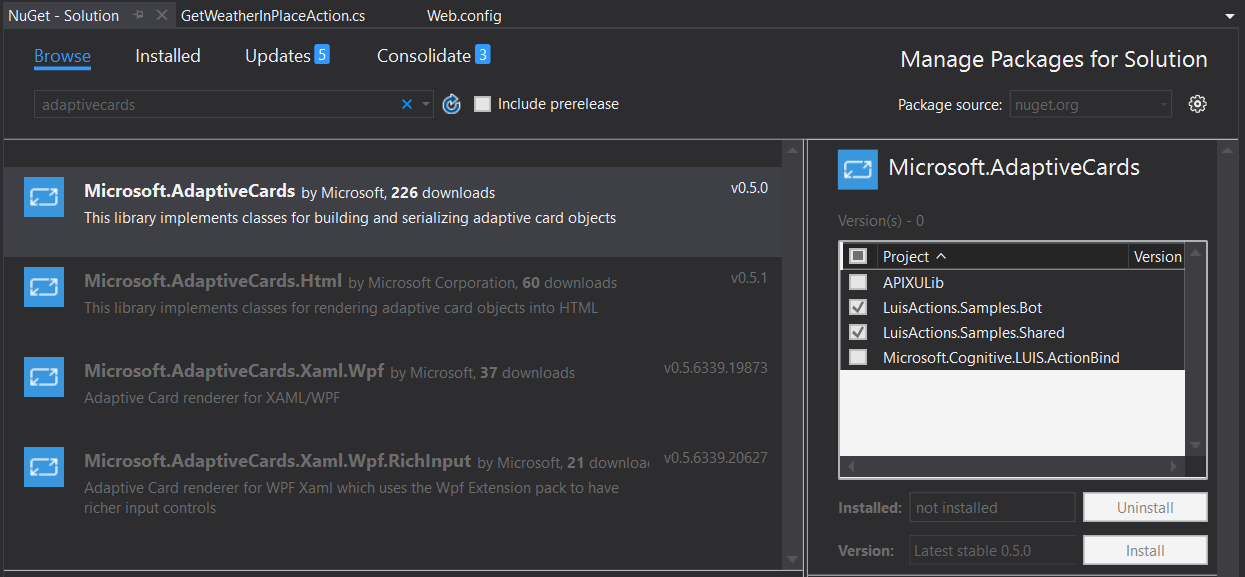 NuGet - Solution GetWeatherInPlaceAction.cs Web.config
Browse Installed Updates 5 Consolidate 3
Manage Packages for Solution
adaptivecards Include prerelease
Package source: nuget.org
Microsoft.AdaptiveCards by Microsoft, 226 downloads v0.5.0
This library implements classes for building and serializing adaptive card objects
Microsoft.AdaptiveCards.Html by Microsoft Corporation, 60 downloads v0.5.1
This library implements classes for rendering adaptive card objects into HTML
Microsoft.AdaptiveCards.Xaml.Wpf by Microsoft, 37 downloads v0.5.6339.19873
Adaptive Card renderer for XAML/WPF
Microsoft.AdaptiveCards.Xaml.Wpf.RichInput by Microsoft, 21 downloa v0.5.6339.20627
Adaptive Card renderer for WPF Xaml which uses the Wpf Extension pack to have
richer input controls
Microsoft.AdaptiveCards
Version(s) - 0
Project Version
APIXULib
LuisActions.Samples.Bot
LuisActions.Samples.Shared
Microsoft.Cognitive.LUIS.ActionBind
Installed: not installed Uninstall
Version: Latest stable 0.5.0 Install